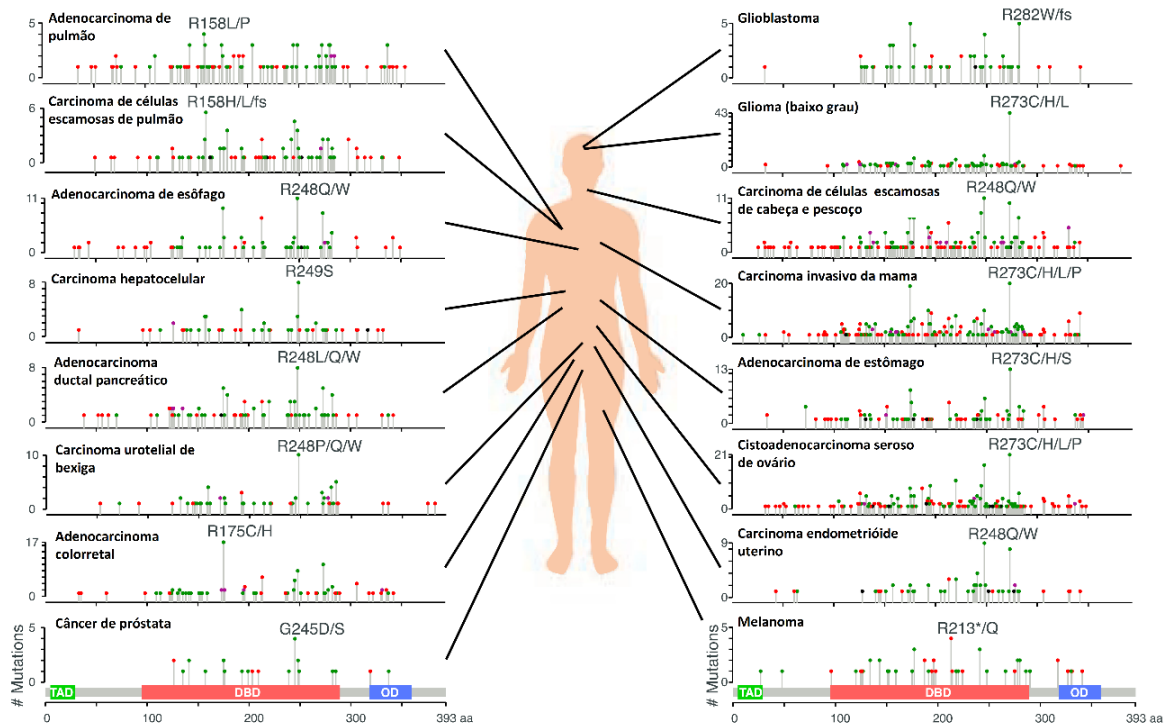 Adenocarcinoma de
pulmão
R158L/P
5
0
Carcinoma de células
escamosas de pulmão
R158H/L/fs
6
0
Adenocarcinoma de esôfago
R248Q/W
11
0
Carcinoma hepatocelular
R249S
8
0
Adenocarcinoma
ductal pancreático
R248L/Q/W
8
0
Carcinoma urotelial de
bexiga
R248P/Q/W
10
0
Adenocarcinoma
colorretal
R175C/H
17
0
Câncer de próstata
G245D/S
5
0
# Mutations
TAD DBD OD
0 100 200 300 393 aa
Glioblastoma
R282W/fs
5
0
Glioma (baixo grau)
R273C/H/L
43
0
Carcinoma de células escamosas
de cabeça e pescoço
R248Q/W
11
0
Carcinoma invasivo da mama
R273C/H/L/P
20
0
Adenocarcinoma de estômago
R273C/H/S
13
0
Cistoadenocarcinoma seroso
de ovário
R273C/H/L/P
21
0
Carcinoma endometrióide
uterino
R248Q/W
9
0
Melanoma
R213*/Q
5
0
# Mutations
TAD DBD OD
0 100 200 300 393 aa